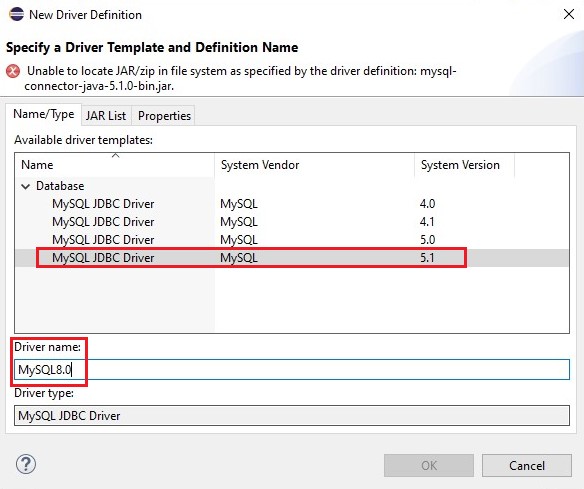 New Driver Definition
Specify a Driver Template and Definition Name
Unable to locate JAR/zip in file system as specified by the driver definition: mysql-
connector-java-5.1.0-bin.jar.
Name/Type JAR List Properties
Available driver templates:
Name System Vendor System Version
Database
MySQL JDBC Driver MySQL 4.0
MySQL JDBC Driver MySQL 4.1
MySQL JDBC Driver MySQL 5.0
MySQL JDBC Driver MySQL 5.1
Driver name:
MySQL8.0
Driver type:
MySQL JDBC Driver
? OK Cancel